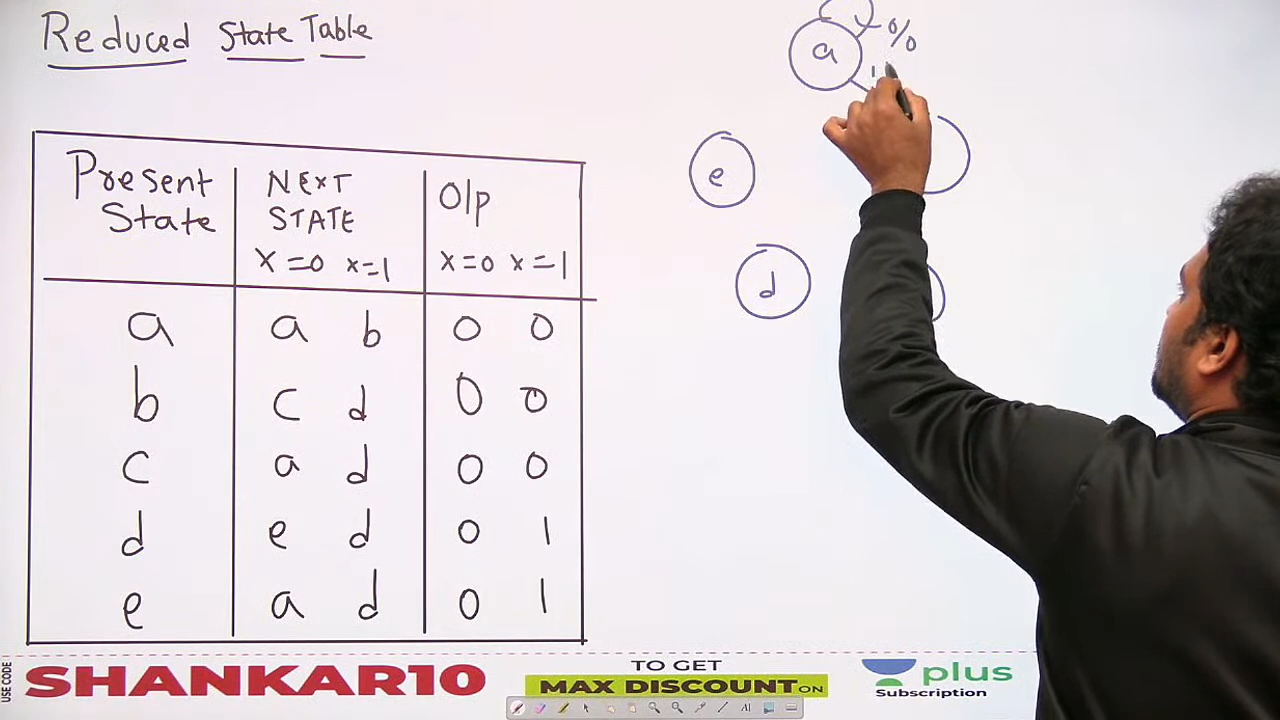 Reduced State Table
Present State
NEXT STATE
x=0 x=1
O/p
x=0 x=1
a a b 0 0
b c d 0 0
c a d 0 0
d e d 0 1
e a d 0 1
a
0/0
1
e
d
USE CODE
SHANKAR10
TO GET
MAX DISCOUNT ON
plus
Subscription